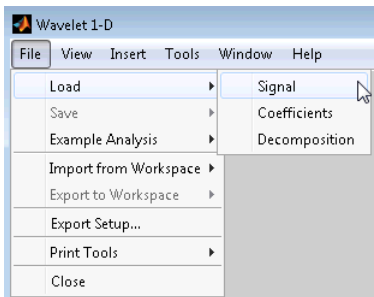 Wavelet 1-D
File View Insert Tools Window Help
Load
Signal
Save
Coefficients
Example Analysis
Decomposition
Import from Workspace
Export to Workspace
Export Setup...
Print Tools
Close